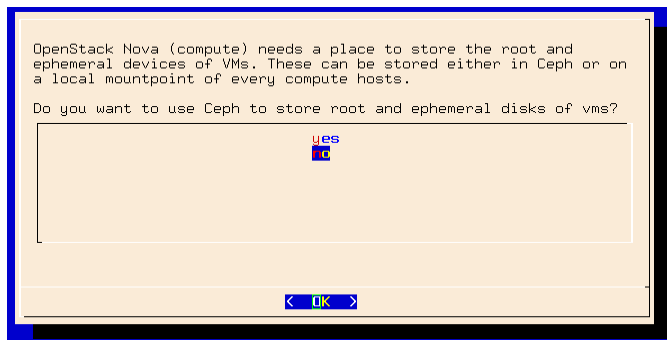 OpenStack Nova (compute) needs a place to store the root and
ephemeral devices of VMs. These can be stored either in Ceph or on
a local mountpoint of every compute hosts.
Do you want to use Ceph to store root and ephemeral disks of vms?
yes
no
< OK >